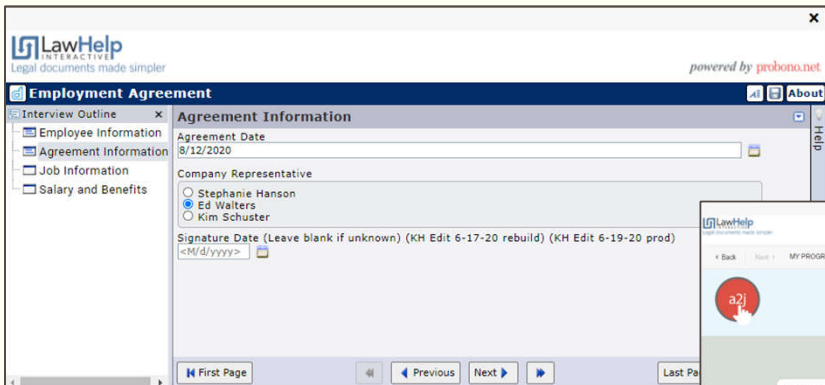 x
LawHelp
INTERACTIVE
Legal documents made simpler
powered by probono.net
Employment Agreement
About
Interview Outline x
Employee Information
Agreement Information
Job Information
Salary and Benefits
Agreement Information
Agreement Date
8/12/2020
Company Representative
Stephanie Hanson
Ed Walters
Kim Schuster
Signature Date (Leave blank if unknown) (KH Edit 6-17-20 rebuild) (KH Edit 6-19-20 prod)
<M/d/yyyy>
First Page
Previous
Next
Last Pa
Help
LawHelp
Legal documents made simpler
Back
Next
MY PROGR
a2j